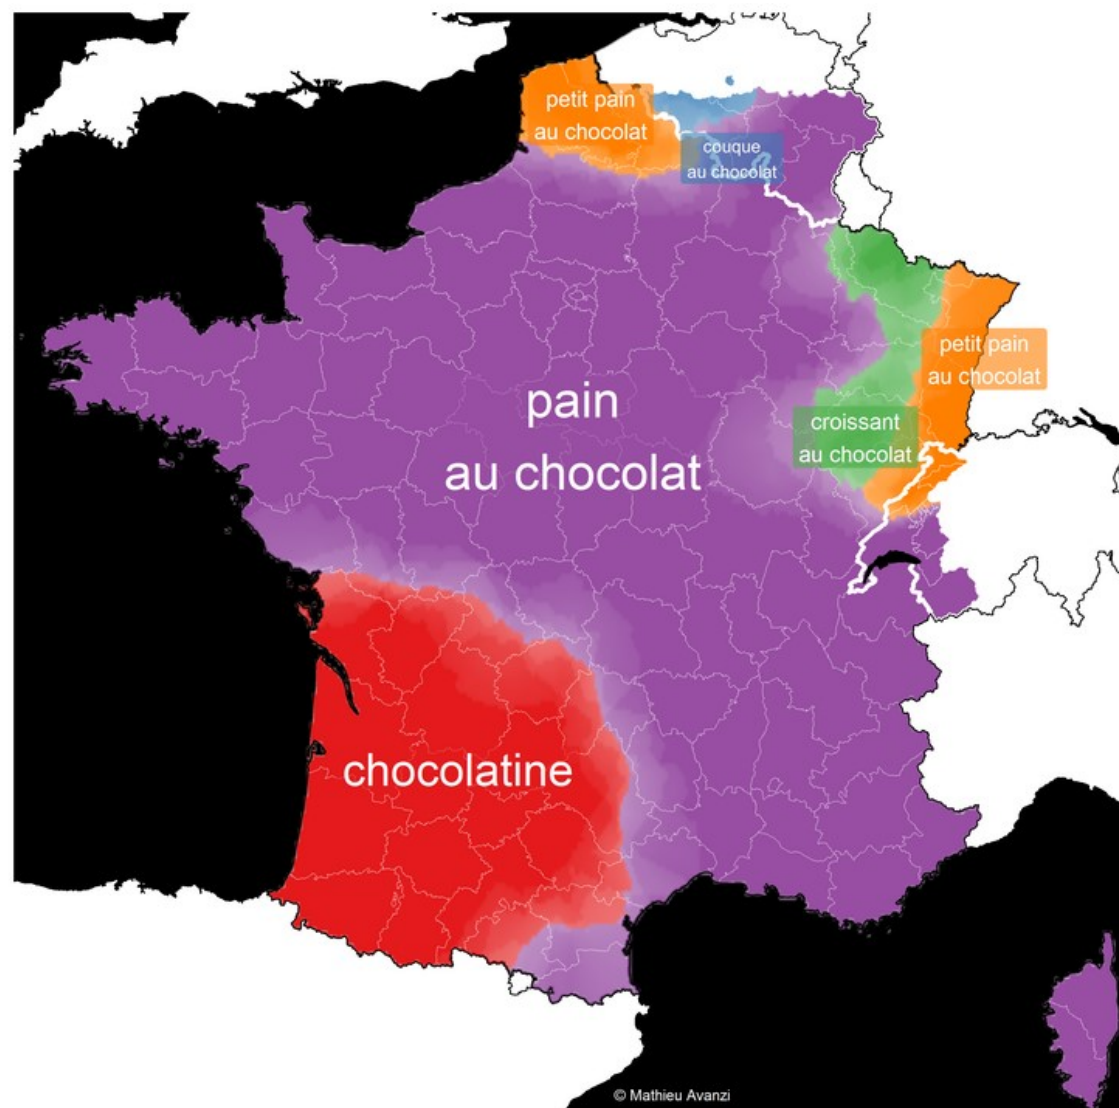 petit pain
au chocolat
couque
au chocolat
petit pain
au chocolat
croissant
au chocolat
pain
au chocolat
chocolatine
© Mathieu Avanzi